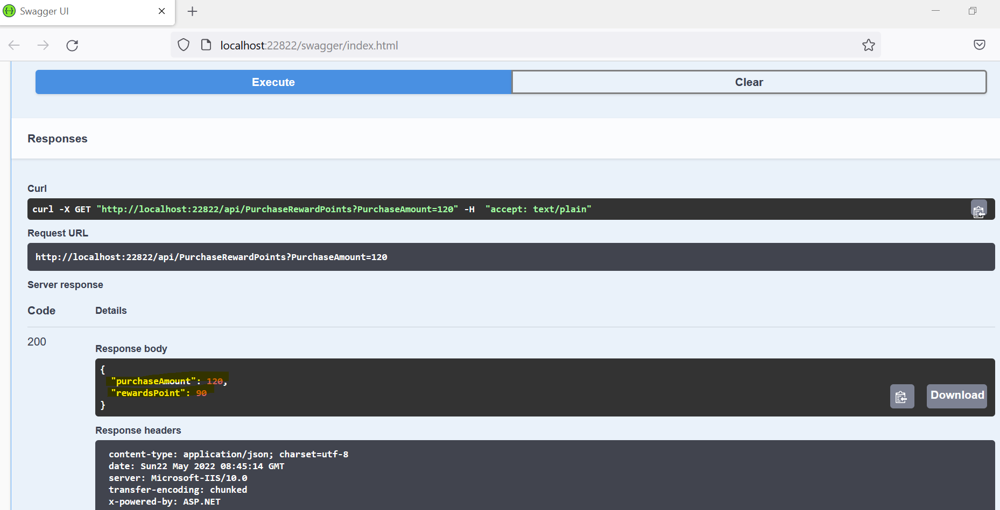 Swagger UI
localhost:22822/swagger/index.html
Execute
Clear
Responses
Curl
curl -X GET "http://localhost:22822/api/PurchaseRewardPoints?PurchaseAmount=120" -H  "accept: text/plain"
Request URL
http://localhost:22822/api/PurchaseRewardPoints?PurchaseAmount=120
Server response
Code Details
200
Response body
{
"purchaseAmount": 120,
"rewardsPoint": 90
}
Download
Response headers
content-type: application/json; charset=utf-8
date: Sun22 May 2022 08:45:14 GMT
server: Microsoft-IIS/10.0
transfer-encoding: chunked
x-powered-by: ASP.NET